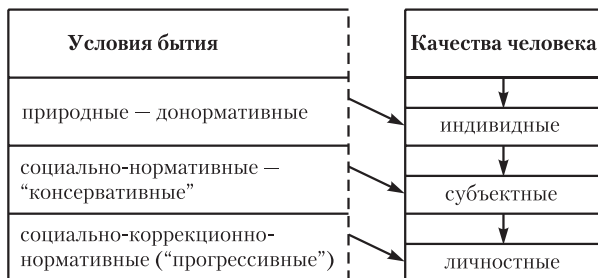 Условия бытия
Качества человека
природные — донормативные
индивидные
социально-нормативные —
“консервативные”
субъектные
социально-коррекционно-
нормативные (“прогрессивные”)
личностные